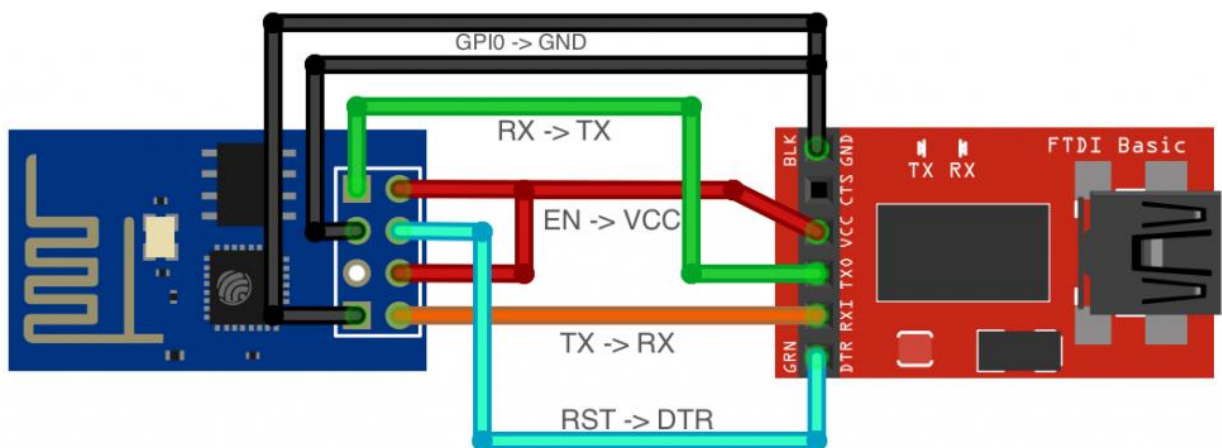 GPI0 -> GND
RX -> TX
EN -> VCC
TX -> RX
RST -> DTR
BLK
GND
CTS
VCC
TXO
RXI
DTR
GRN
TX RX
FTDI Basic